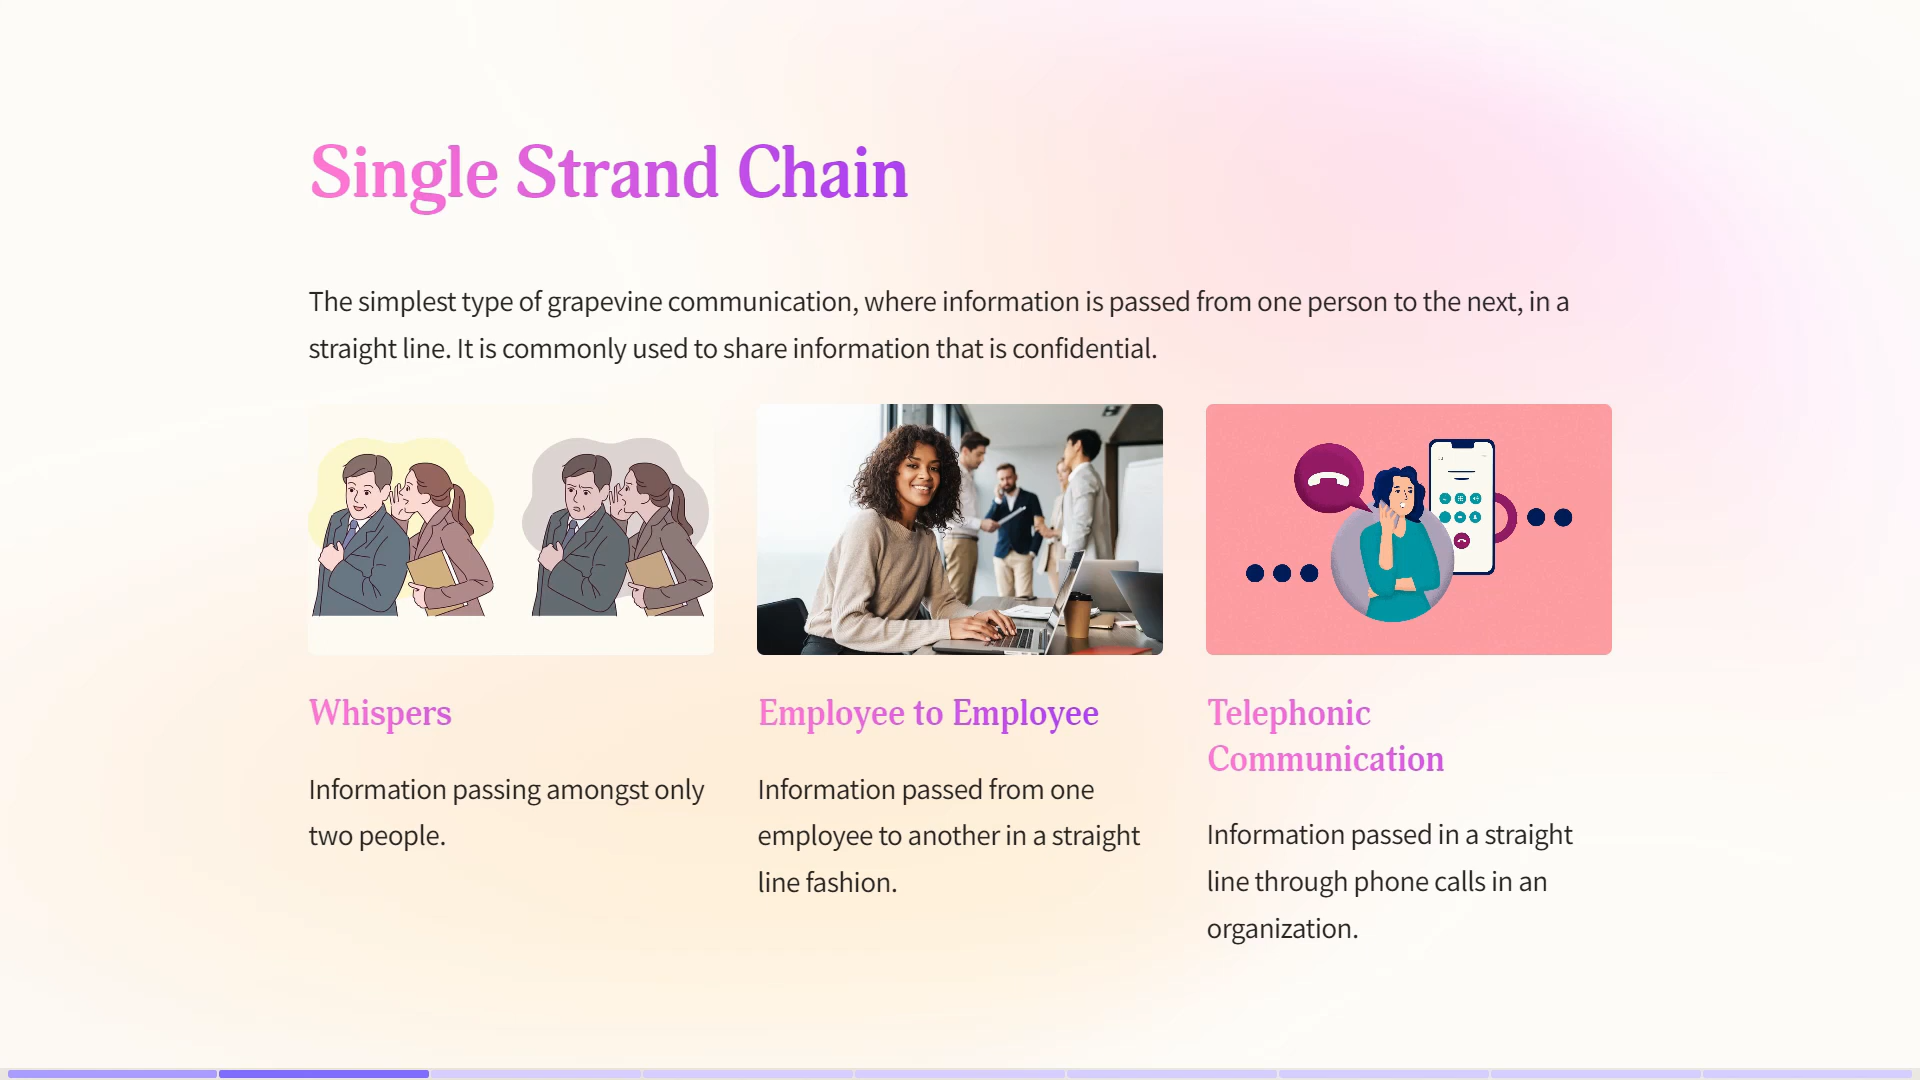 Single Strand Chain
The simplest type of grapevine communication, where information is passed from one person to the next, in a
straight line. It is commonly used to share information that is confidential.
Whispers
Information passing amongst only
two people.
Employee to Employee
Information passed from one
employee to another in a straight
line fashion.
Telephonic
Communication
Information passed in a straight
line through phone calls in an
organization.